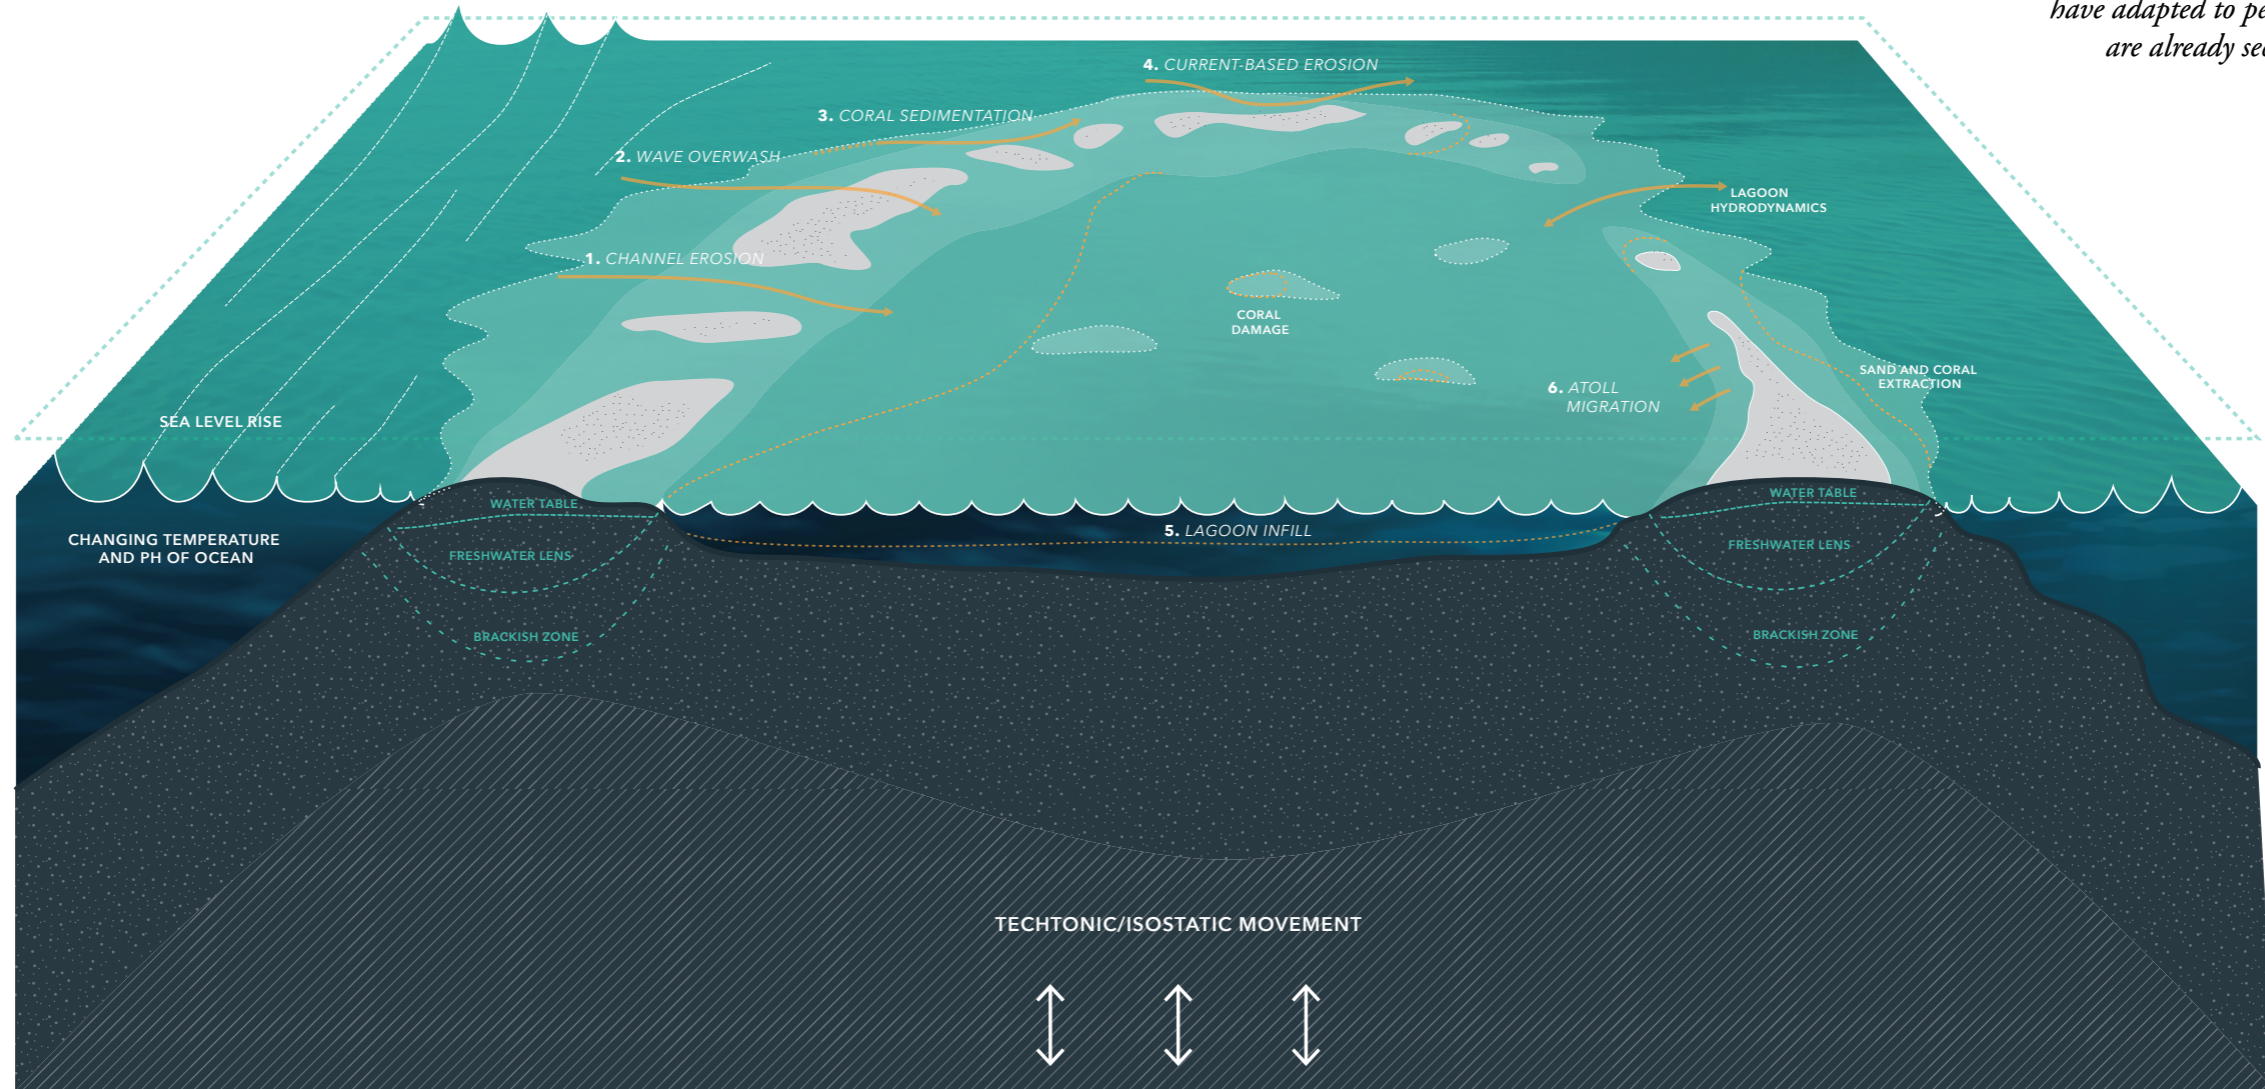 have adapted to
are already
4. CURRENT-BASED EROSION
3. CORAL SEDIMENTATION
2. WAVE OVERWASH
LAGOON
HYDRODYNAMICS
1. CHANNEL EROSION
CORAL
DAMAGE
SAND AND CORAL
EXTRACTION
6. ATOLL
MIGRATION
SEA LEVEL RISE
WATER TABLE
WATER TABLE
5. LAGOON INFILL
CHANGING TEMPERATURE
AND PH OF OCEAN
FRESHWATER LENS
FRESHWATER LENS
BRACKISH ZONE
BRACKISH ZONE
TECHTONIC/ISOSTATIC MOVEMENT